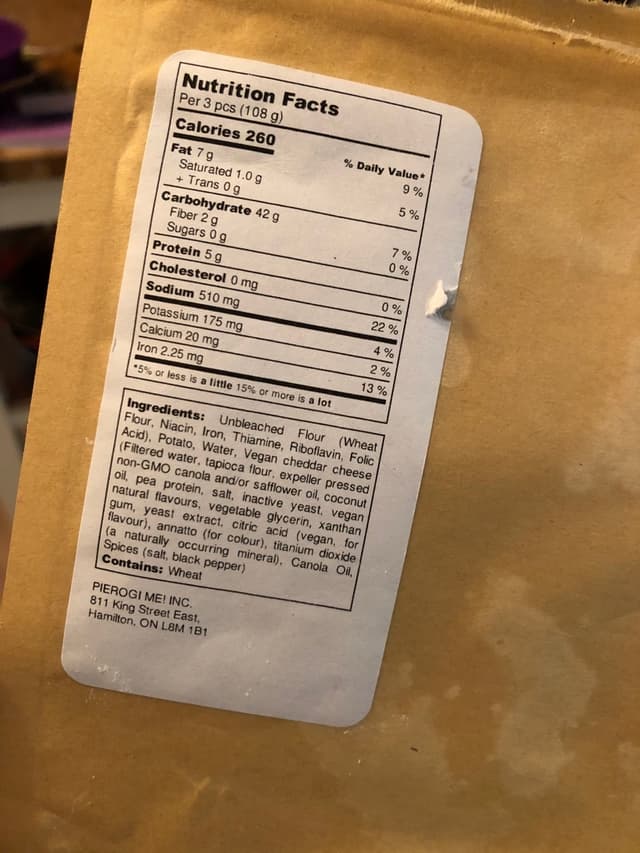 Nutrition Facts
Per 3 pcs (108 g)
Calories 260
% Daily Value*
Fat 7 g 9 %
Saturated 1.0 g
+ Trans 0 g 5 %
Carbohydrate 42 g
Fiber 2 g 7 %
Sugars 0 g 0 %
Protein 5 g
Cholesterol 0 mg 0 %
Sodium 510 mg 22 %
Potassium 175 mg 4 %
Calcium 20 mg 2 %
Iron 2.25 mg 13 %
*5% or less is a little 15% or more is a lot
Ingredients: Unbleached Flour (Wheat
Flour, Niacin, Iron, Thiamine, Riboflavin, Folic
Acid), Potato, Water, Vegan cheddar cheese
(Filtered water, tapioca flour, expeller pressed
non-GMO canola and/or safflower oil, coconut
oil, pea protein, salt, inactive yeast, vegan
natural flavours, vegetable glycerin, xanthan
gum, yeast extract, citric acid (vegan, for
flavour), annatto (for colour), titanium dioxide
(a naturally occurring mineral), Canola Oil,
Spices (salt, black pepper)
Contains: Wheat
PIEROGI ME! INC.
811 King Street East,
Hamilton, ON L8M 1B1